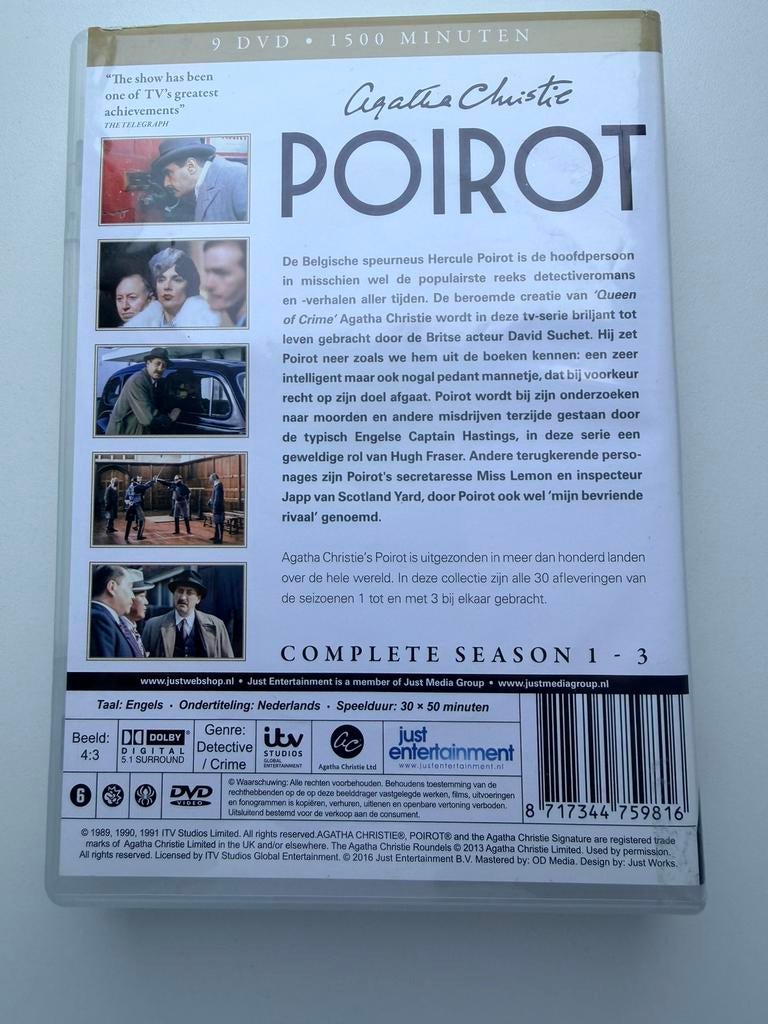 9 DVD • 1500 MINUTEN
“The show has been
one of TV's greatest
achievements”
THE TELEGRAPH
Agatha Christie
POIROT
De Belgische speurneus Hercule Poirot is de hoofdpersoon
in misschien wel de populairste reeks detectiveromans
en -verhalen aller tijden. De beroemde creatie van ‘Queen
of Crime’ Agatha Christie wordt in deze tv-serie briljant tot
leven gebracht door de Britse acteur David Suchet. Hij zet
Poirot neer zoals we hem uit de boeken kennen: een zeer
intelligent maar ook nogal pedant mannetje, dat bij voorkeur
recht op zijn doel afgaat. Poirot wordt bij zijn onderzoeken
naar moorden en andere misdrijven terzijde gestaan door
de typisch Engelse Captain Hastings, in deze serie een
geweldige rol van Hugh Fraser. Andere terugkerende perso-
nages zijn Poirot's secretaresse Miss Lemon en inspecteur
Japp van Scotland Yard, door Poirot ook wel ‘mijn bevriende
rivaal’ genoemd.
Agatha Christie's Poirot is uitgezonden in meer dan honderd landen
over de hele wereld. In deze collectie zijn alle 30 afleveringen van
de seizoenen 1 tot en met 3 bij elkaar gebracht.
COMPLETE SEASON 1 - 3
www.justwebshop.nl • Just Entertainment is a member of Just Media Group • www.justmediagroup.nl
Taal: Engels · Ondertiteling: Nederlands · Speelduur: 30 × 50 minuten
Beeld:
4:3
DOLBY
DIGITAL
5.1 SURROUND
Genre:
Detective
/ Crime
itv
STUDIOS
GLOBAL
ENTERTAINMENT
AC
Agatha Christie Ltd
just
entertainment
www.justentertainment.nl
6
DVD
VIDEO
© Waarschuwing: Alle rechten voorbehouden. Behoudens toestemming van de
rechthebbenden op de op deze beelddrager vastgelegde werken, films, uitvoeringen
en fonogrammen is kopiëren, verhuren, uitlenen en openbare vertoning verboden.
Uitsluitend bestemd voor de verkoop aan de consument.
8 717344 759816
© 1989, 1990, 1991 ITV Studios Limited. All rights reserved.AGATHA CHRISTIE®, POIROT® and the Agatha Christie Signature are registered trade
marks of Agatha Christie Limited in the UK and/or elsewhere. The Agatha Christie Roundels © 2013 Agatha Christie Limited. Used by permission.
All rights reserved. Licensed by ITV Studios Global Entertainment. © 2016 Just Entertainment B.V. Mastered by: OD Media. Design by: Just Works.